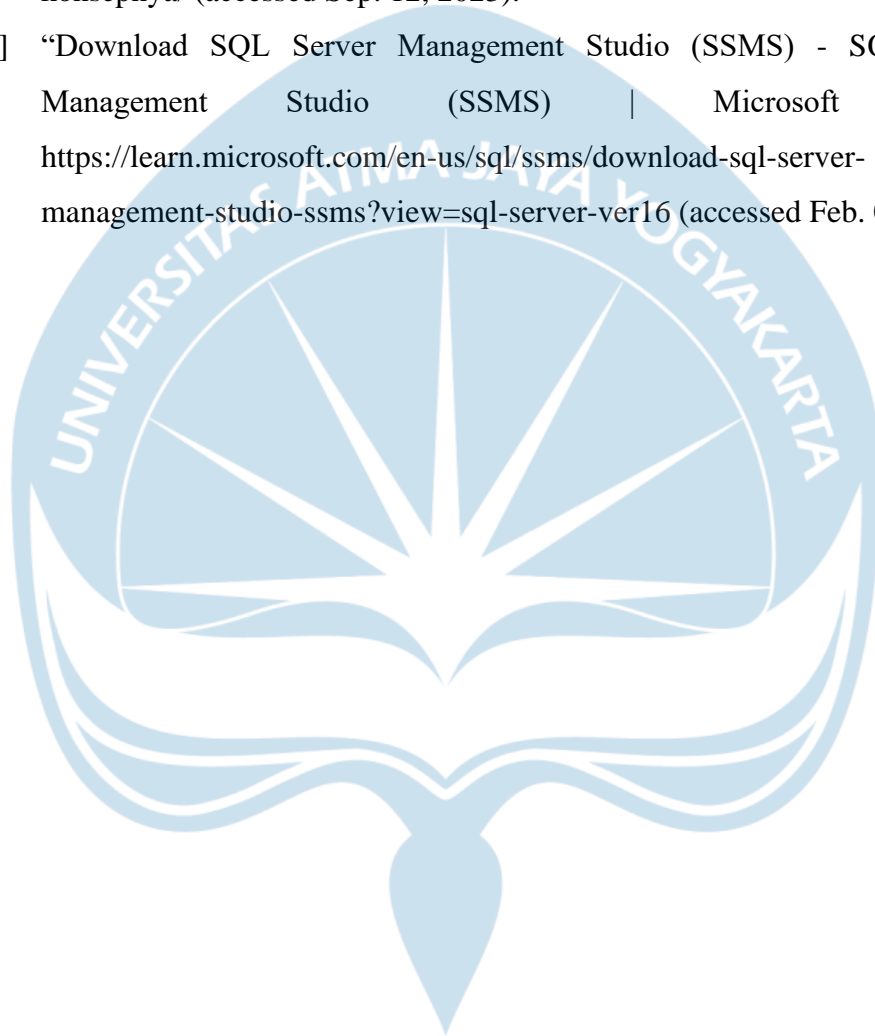 (accessed Sep. 12, 2023).
] “Download SQL Server Management Studio (SSMS) -
Management Studio (SSMS) | Microsoft
https://learn.microsoft.com/en-us/sql/ssms/download-sql-server-
management-studio-ssms?view=sql-server-ver16 (accessed Feb.
UNIVERSITAS ATMA JAYA YOGYAKARTA